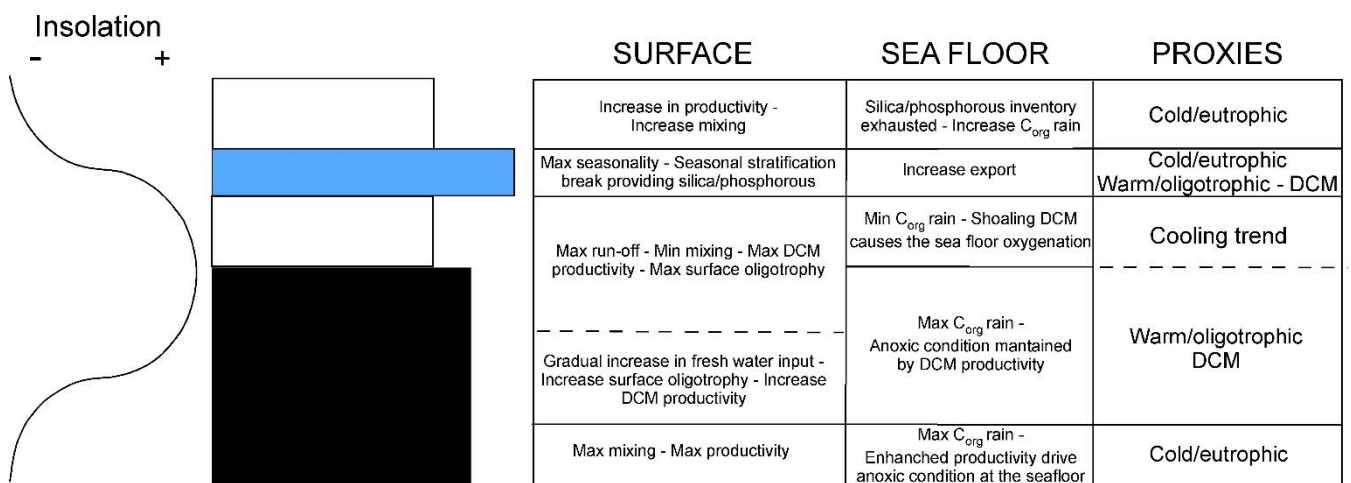 Insolation
- +
SURFACE
SEA FLOOR
PROXIES
Increase in productivity -
Increase mixing
Silica/phosphorous inventory
exhausted - Increase Corg rain
Cold/eutrophic
Max seasonality - Seasonal stratification
break providing silica/phosphorous
Increase export
Cold/eutrophic
Warm/oligotrophic - DCM
Max run-off - Min mixing - Max DCM
productivity - Max surface oligotrophy
Min Corg rain - Shoaling DCM
causes the sea floor oxygenation
Cooling trend
Gradual increase in fresh water input -
Increase surface oligotrophy - Increase
DCM productivity
Max Corg rain -
Anoxic condition mantained
by DCM productivity
Warm/oligotrophic
DCM
Max mixing - Max productivity
Max Corg rain -
Enhanched productivity drive
anoxic condition at the seafloor
Cold/eutrophic